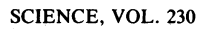 SCIENCE, VOL. 230